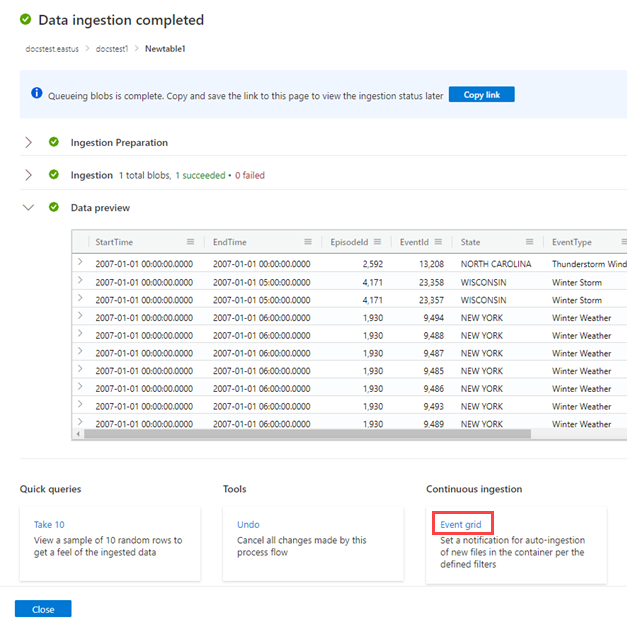 Data ingestion completed
docstest.eastus > docstest1 > Newtable1
Queueing blobs is complete. Copy and save the link to this page to view the ingestion status later Copy link
Ingestion Preparation
Ingestion 1 total blobs, 1 succeeded • 0 failed
Data preview
StartTime EndTime EpisodeId EventId State EventType
2007-01-01 00:00:00.0000 2007-01-01 00:00:00.0000 2,592 13,208 NORTH CAROLINA Thunderstorm Wind
2007-01-01 00:00:00.0000 2007-01-01 05:00:00.0000 4,171 23,358 WISCONSIN Winter Storm
2007-01-01 00:00:00.0000 2007-01-01 05:00:00.0000 4,171 23,357 WISCONSIN Winter Storm
2007-01-01 00:00:00.0000 2007-01-01 06:00:00.0000 1,930 9,494 NEW YORK Winter Weather
2007-01-01 00:00:00.0000 2007-01-01 06:00:00.0000 1,930 9,488 NEW YORK Winter Weather
2007-01-01 00:00:00.0000 2007-01-01 06:00:00.0000 1,930 9,487 NEW YORK Winter Weather
2007-01-01 00:00:00.0000 2007-01-01 06:00:00.0000 1,930 9,485 NEW YORK Winter Weather
2007-01-01 00:00:00.0000 2007-01-01 06:00:00.0000 1,930 9,486 NEW YORK Winter Weather
2007-01-01 00:00:00.0000 2007-01-01 06:00:00.0000 1,930 9,493 NEW YORK Winter Weather
2007-01-01 00:00:00.0000 2007-01-01 06:00:00.0000 1,930 9,489 NEW YORK Winter Weather
Quick queries
Take 10
View a sample of 10 random rows to
get a feel of the ingested data
Tools
Undo
Cancel all changes made by this
process flow
Continuous ingestion
Event grid
Set a notification for auto-ingestion
of new files in the container per the
defined filters
Close